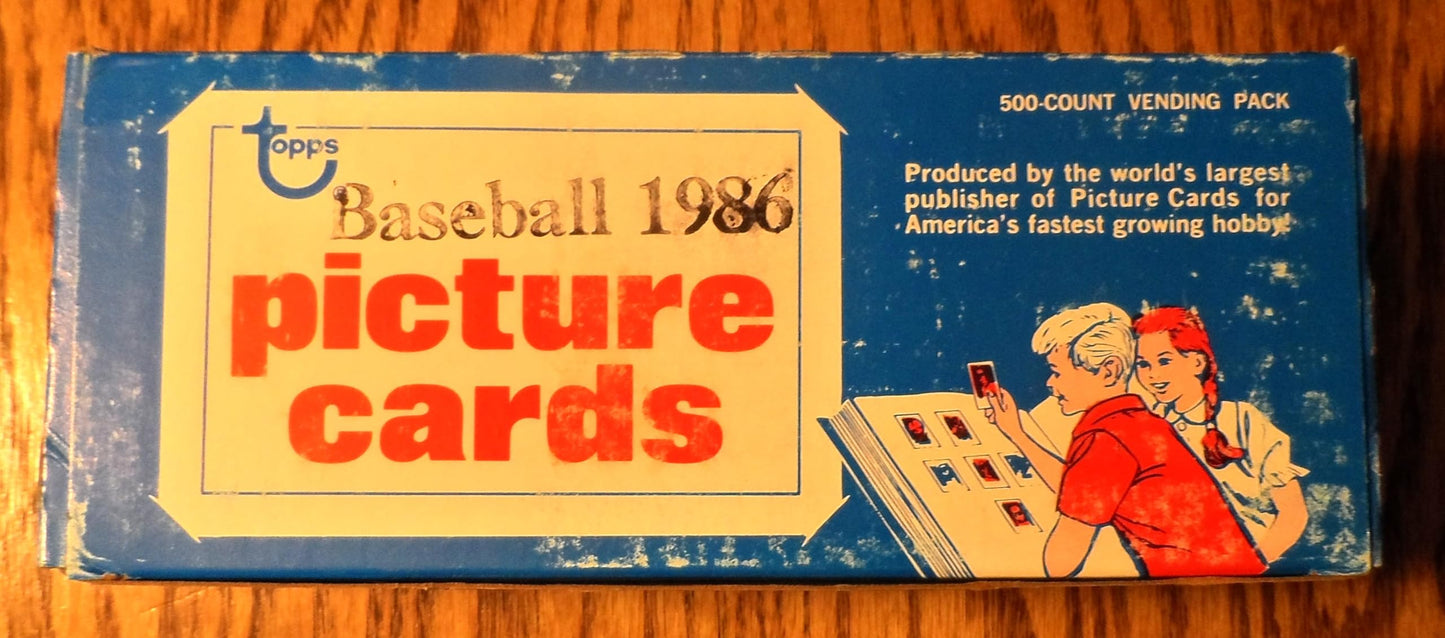 topps
Baseball 1986
picture
cards
500-COUNT VENDING PACK
Produced by the world's largest
publisher of Picture Cards for
America's fastest growing hobby!